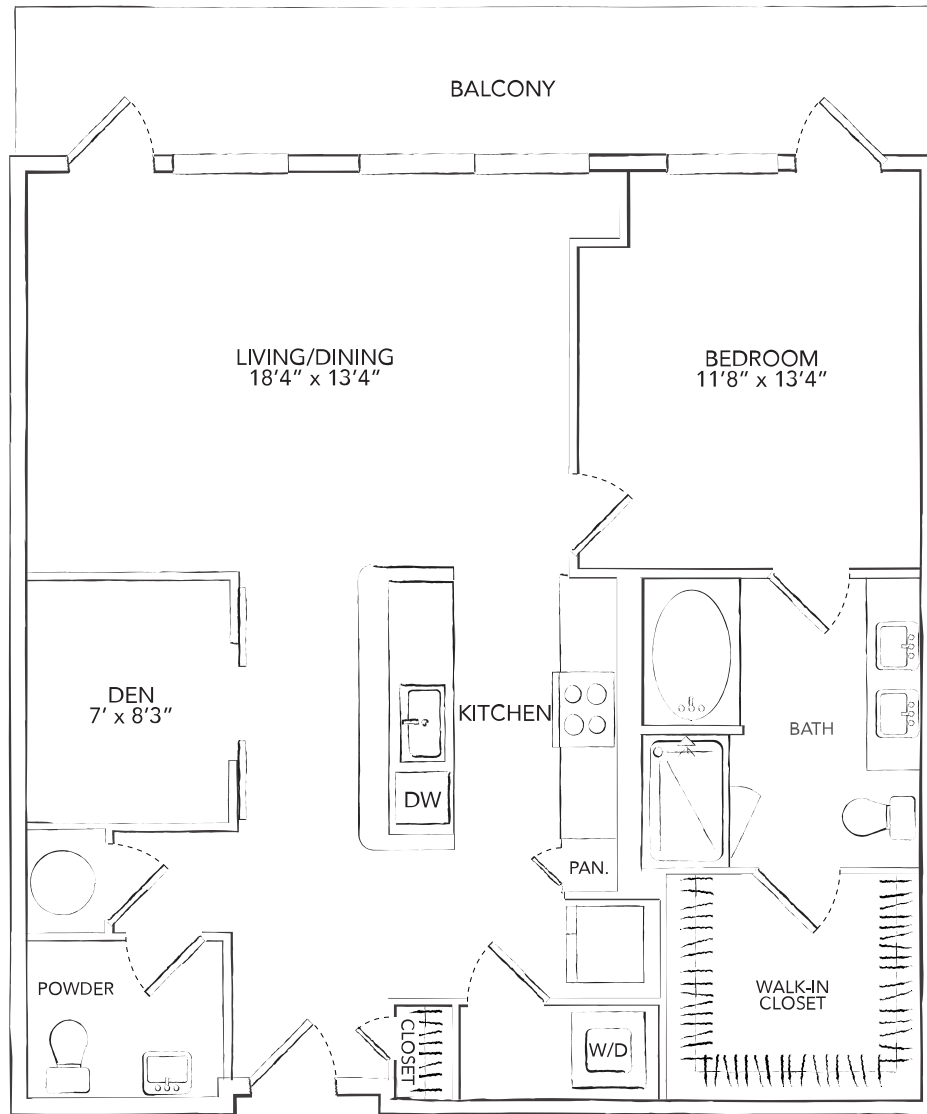 BALCONY
LIVING/DINING
18'4" x 13'4"
BEDROOM
11'8" x 13'4"
DEN
7' x 8'3"
KITCHEN
BATH
DW
PAN.
POWDER
WALK-IN
CLOSET
CLOSET
W/D